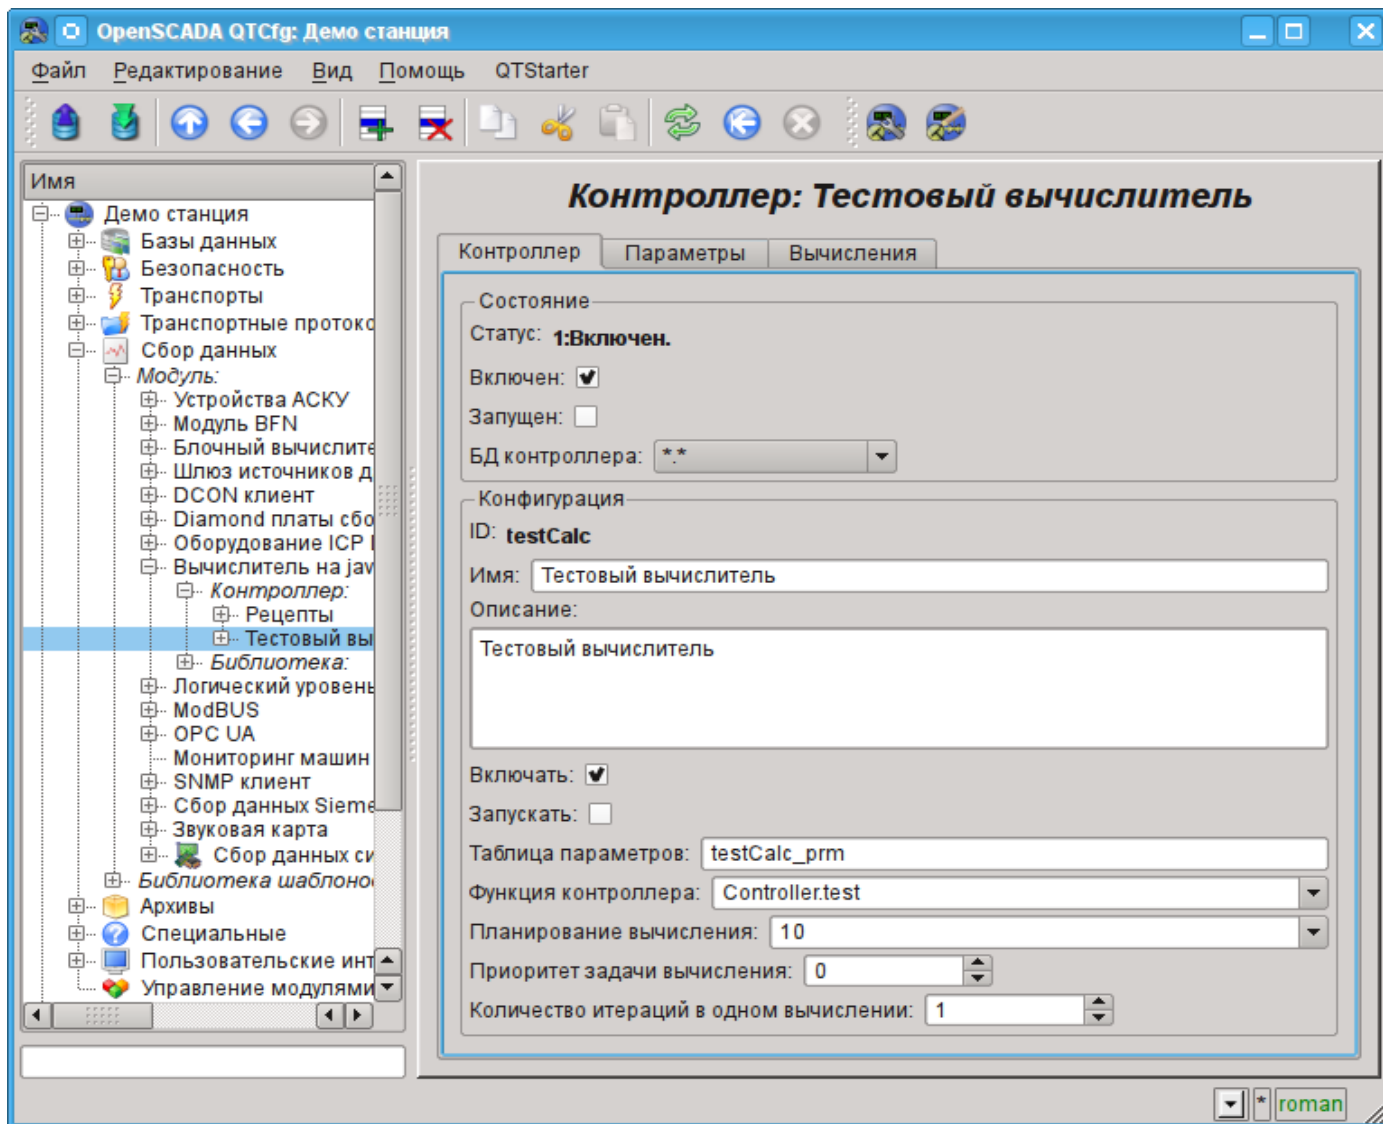 OpenSCADA QTCfg: Демо станция
Файл Редактирование Вид Помощь QTStarter
Имя
Демо станция
Базы данных
Безопасность
Транспорты
Транспортные протоко
Сбор данных
Модуль:
Устройства АСКУ
Модуль BFN
Блочный вычислите
Шлюз источников д
DCON клиент
Diamond платы сбо
Оборудование ICP
Вычислитель на jav
Контроллер:
Рецепты
Тестовый вы
Библиотека:
Логический уровень
ModBUS
OPC UA
Мониторинг машин
SNMP клиент
Сбор данных Sieme
Звуковая карта
Сбор данных си
Библиотека шаблоно
Архивы
Специальные
Пользовательские инт
Управление модулями
Контроллер: Тестовый вычислитель
Контроллер Параметры Вычисления
Состояние
Статус: 1:Включен.
Включен:
Запущен:
БД контроллера: *.*
Конфигурация
ID: testCalc
Имя: Тестовый вычислитель
Описание:
Тестовый вычислитель
Включать:
Запускать:
Таблица параметров: testCalc_prm
Функция контроллера: Controller.test
Планирование вычисления: 10
Приоритет задачи вычисления: 0
Количество итераций в одном вычислении: 1
* roman